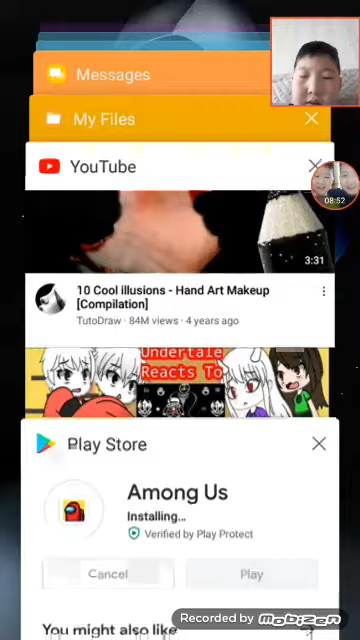 Messages
My Files
YouTube
08:52
3:31
10 Cool illusions - Hand Art Makeup
[Compilation]
TutoDraw · 84M views · 4 years ago
Undertale
Reacts To
Play Store
Among Us
Installing...
Verified by Play Protect
Cancel
Play
You might also like
Recorded by Mobizen